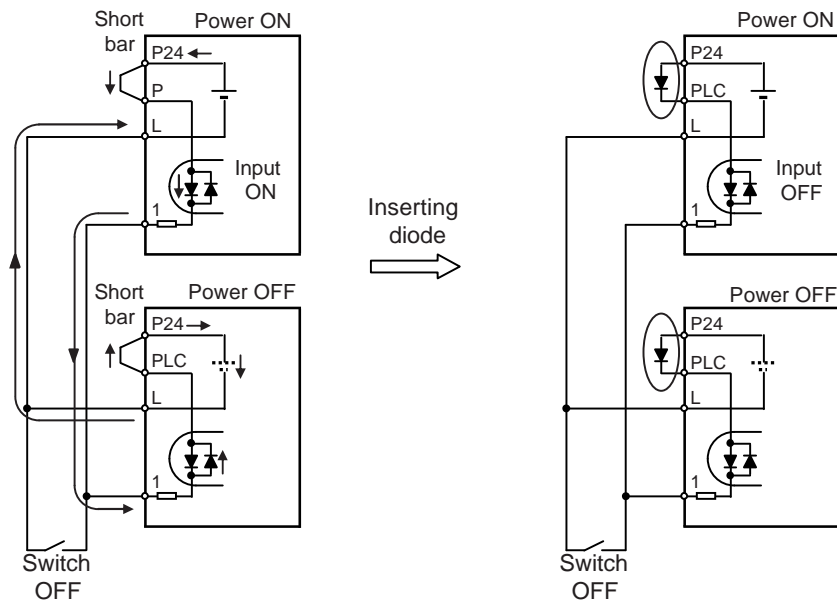 Short
bar
Power ON
P24
P
L
Input
ON
1
Short
bar
Power OFF
P24
PLC
L
1
Switch
OFF
Inserting
diode
Power ON
P24
PLC
L
Input
OFF
1
Power OFF
P24
PLC
L
1
Switch
OFF